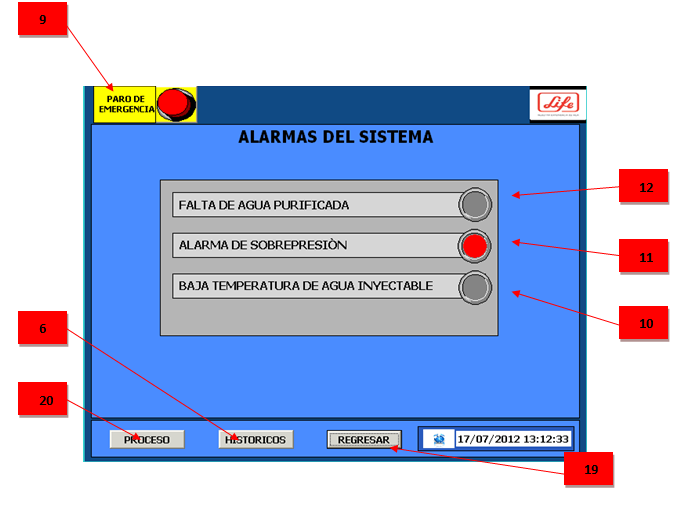 9
PARO DE
EMERGENCIA
Life
ALARMAS DEL SISTEMA
12
FALTA DE AGUA PURIFICADA
ALARMA DE SOBREPRESIÒN
11
BAJA TEMPERATURA DE AGUA INYECTABLE
10
6
20
PROCESO
HISTORICOS
REGRESAR
17/07/2012 13:12:33
19